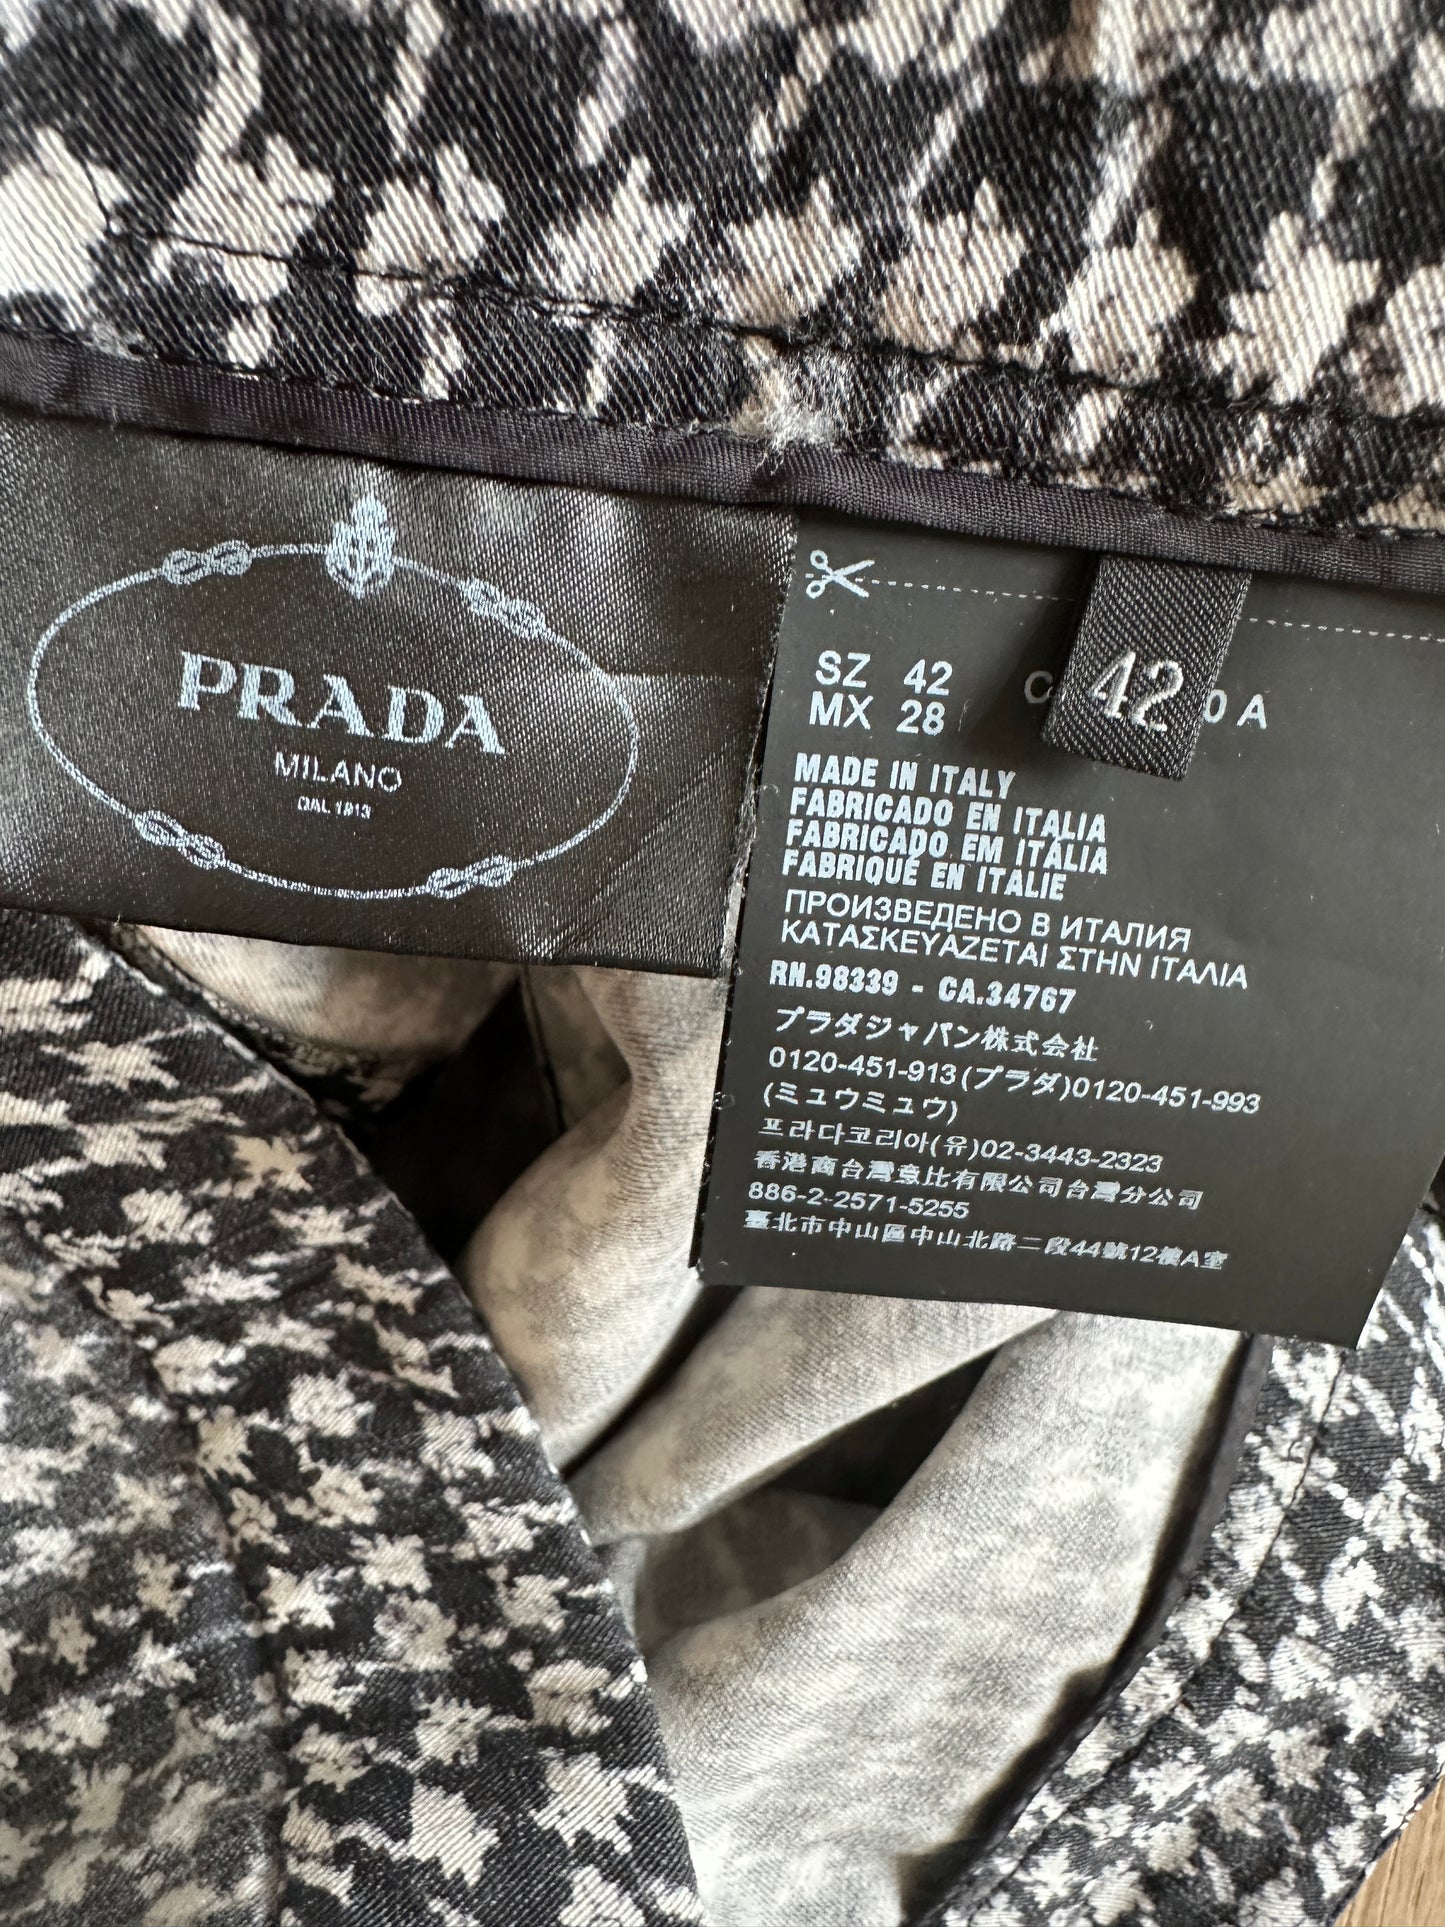 PRADA
MILANO
DAL 1913
SZ 42
MX 28
42
0 A
MADE IN ITALY
FABRICADO EN ITALIA
FABRICADO EM ITÁLIA
FABRIQUÉ EN ITALIE
ПРОИЗВЕДЕНО В ИТАЛИЯ
ΚΑΤΑΣΚΕΥΑΖΕΤΑΙ ΣΤΗΝ ΙΤΑΛΙΑ
RN.98339 - CA.34767
プラダジャパン株式会社
0120-451-913(プラダ)0120-451-993
(ミュウミュウ)
프라다코리아(유)02-3443-2323
香港商台灣意比有限公司台灣分公司
886-2-2571-5255
臺北市中山區中山北路二段44號12樓A室